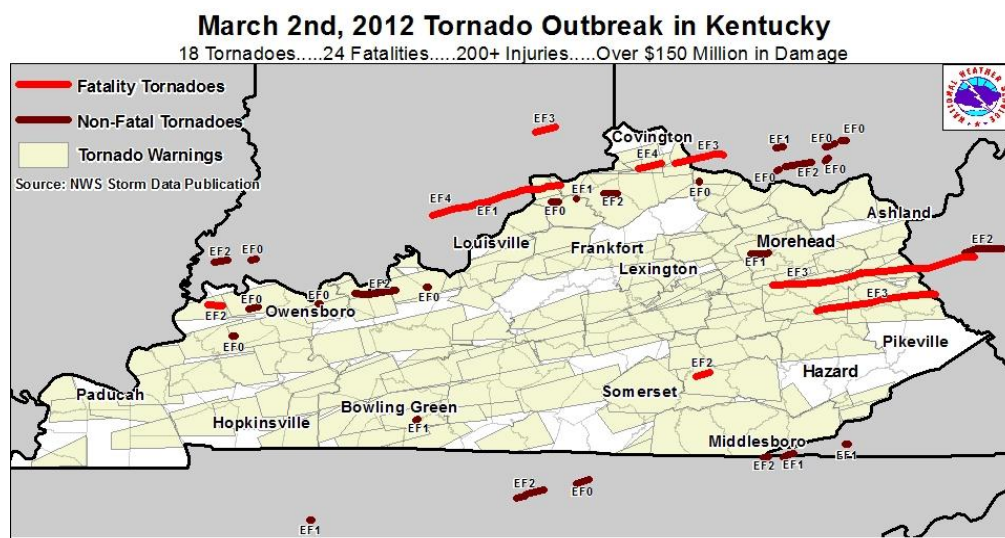 March 2nd, 2012 Tornado Outbreak in Kentucky
18 Tornadoes.....24 Fatalities.....200+ Injuries....Over $150 Million in Damage
Fatality Tornadoes
Non-Fatal Tornadoes
Tornado Warnings
Source: NWS Storm Data Publication
NATIONAL WEATHER SERVICE
EF3
Covington
EF4
EF3
EF1
EF0
EF0
EF0
EF2
EF0
EF4
EF1
EF0
EF1
EF2
EF0
Ashland
Louisville
Frankfort
Morehead
EF1
EF2
EF2
EF0
Lexington
EF3
EF3
EF2
EF0
EF0
EF2
EF0
Owensboro
EF0
Pikeville
Hazard
EF2
Somerset
Paducah
Bowling Green
EF1
Hopkinsville
Middlesboro
EF2
EF1
EF1
EF2
EF0
EF1